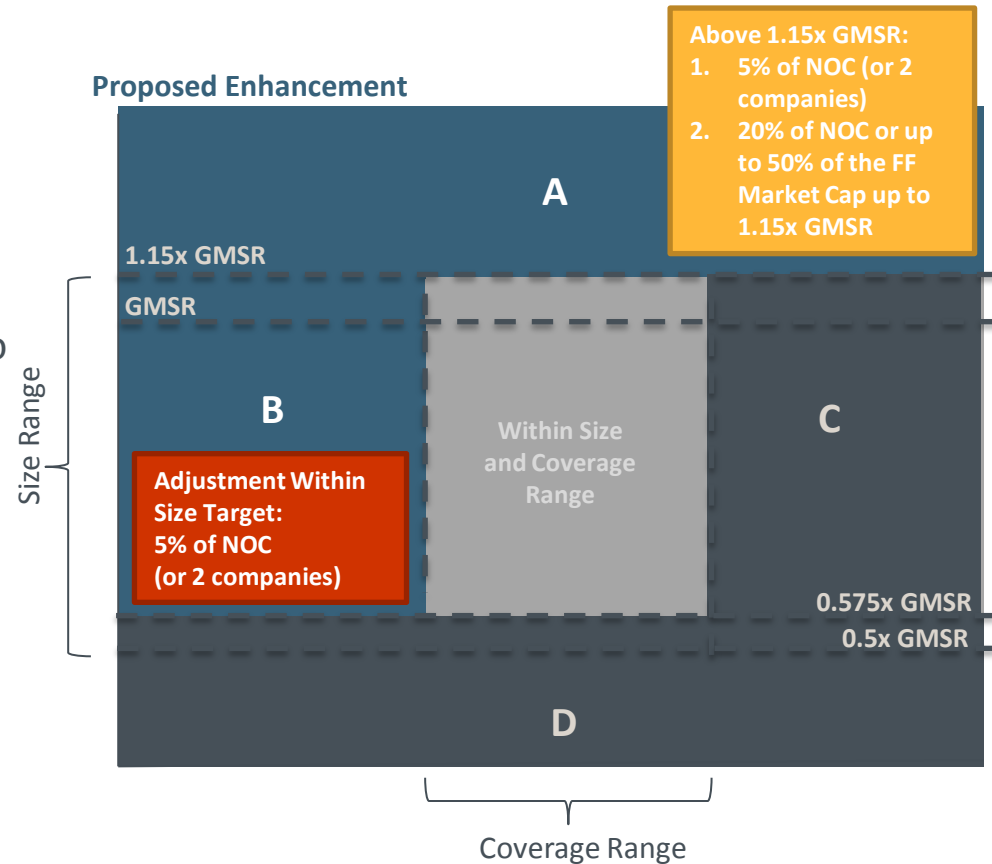 Proposed Enhancement
Above 1.15x GMSR:
1. 5% of NOC (or 2
companies)
2. 20% of NOC or up
to 50% of the FF
Market Cap up to
1.15x GMSR
A
1.15x GMSR
GMSR
Size Range
B
Within Size
and Coverage
Range
C
Adjustment Within
Size Target:
5% of NOC
(or 2 companies)
0.575x GMSR
0.5x GMSR
D
Coverage Range